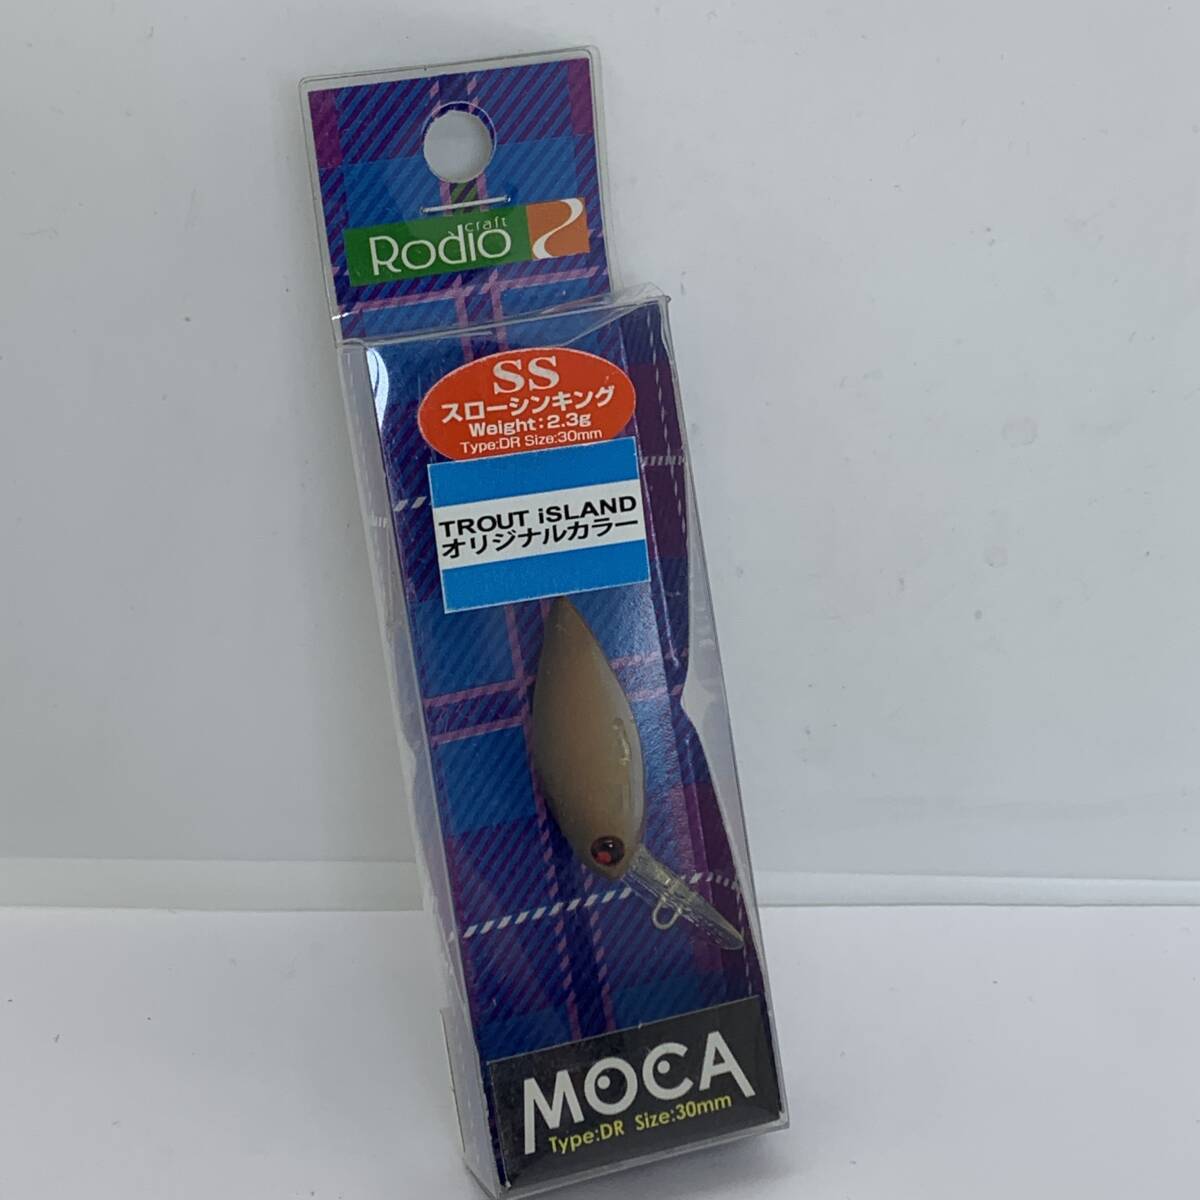 craft
Rodio
SS
スローシンキング
Weight:2.3g
Type:DR Size:30mm
TROUT iSLAND
オリジナルカラー
MOCA
Type:DR Size:30mm